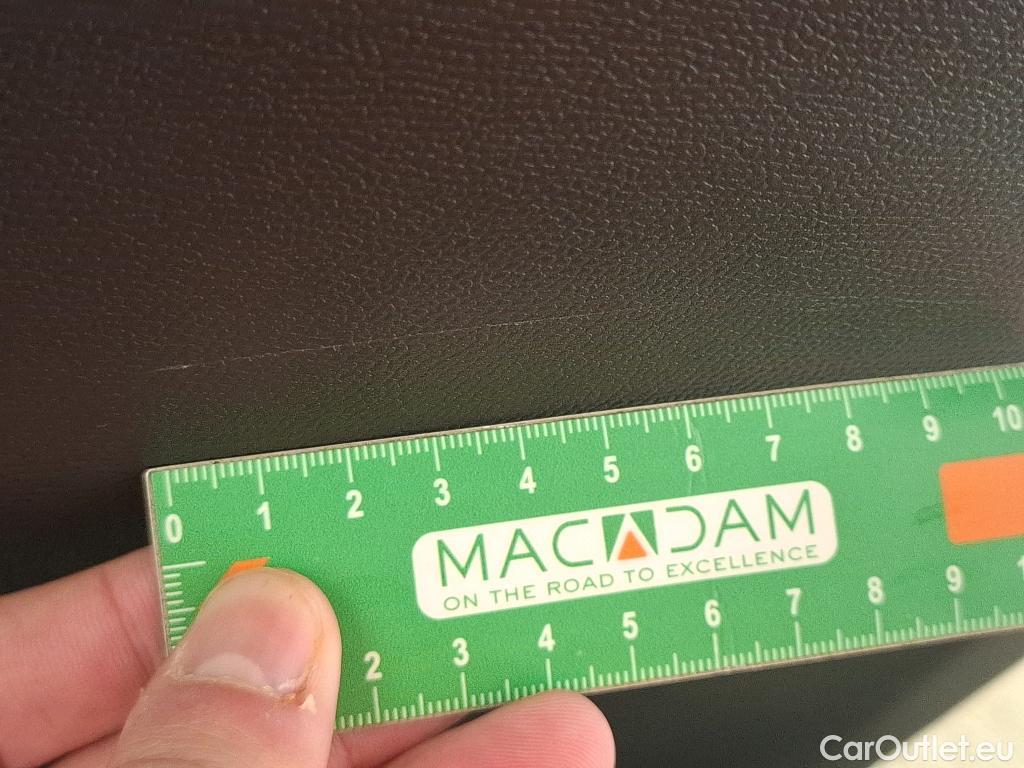 0 1 2 3 4 5 6 7 8 9 10
MACADAM
ON THE ROAD TO EXCELLENCE
2 3 4 5 6 7 8 9 1
CarOutlet.eu